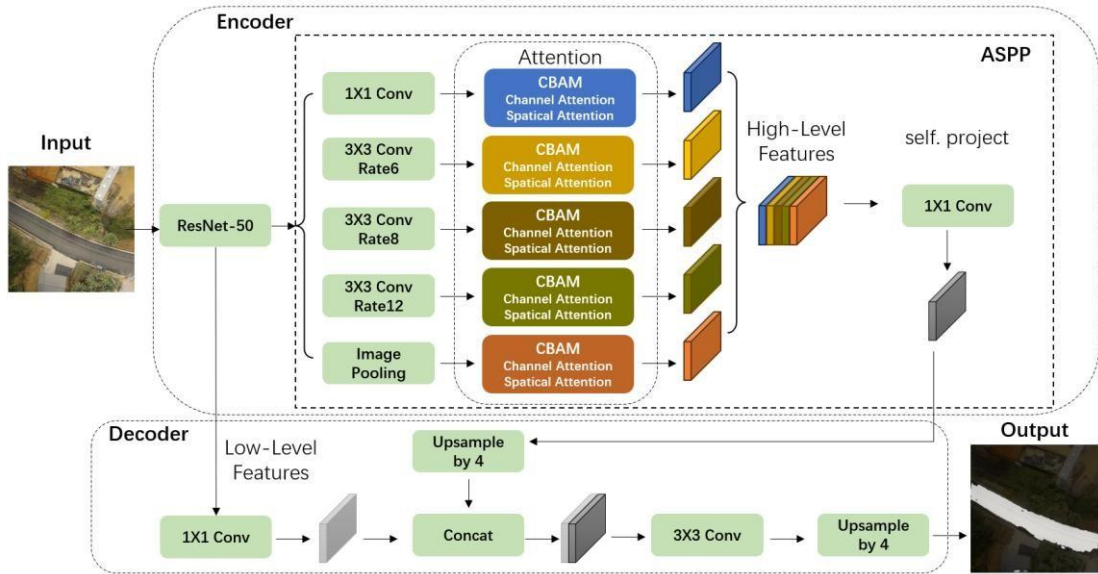 Encoder
ASPP
Attention
1X1 Conv
CBAM
Channel Attention
Spatical Attention
Input
3X3 Conv
Rate6
CBAM
Channel Attention
Spatical Attention
High-Level
Features
self. project
ResNet-50
3X3 Conv
Rate8
CBAM
Channel Attention
Spatical Attention
1X1 Conv
3X3 Conv
Rate12
CBAM
Channel Attention
Spatical Attention
Image
Pooling
CBAM
Channel Attention
Spatical Attention
Decoder
Low-Level
Features
Upsample
by 4
Output
1X1 Conv
Concat
3X3 Conv
Upsample
by 4